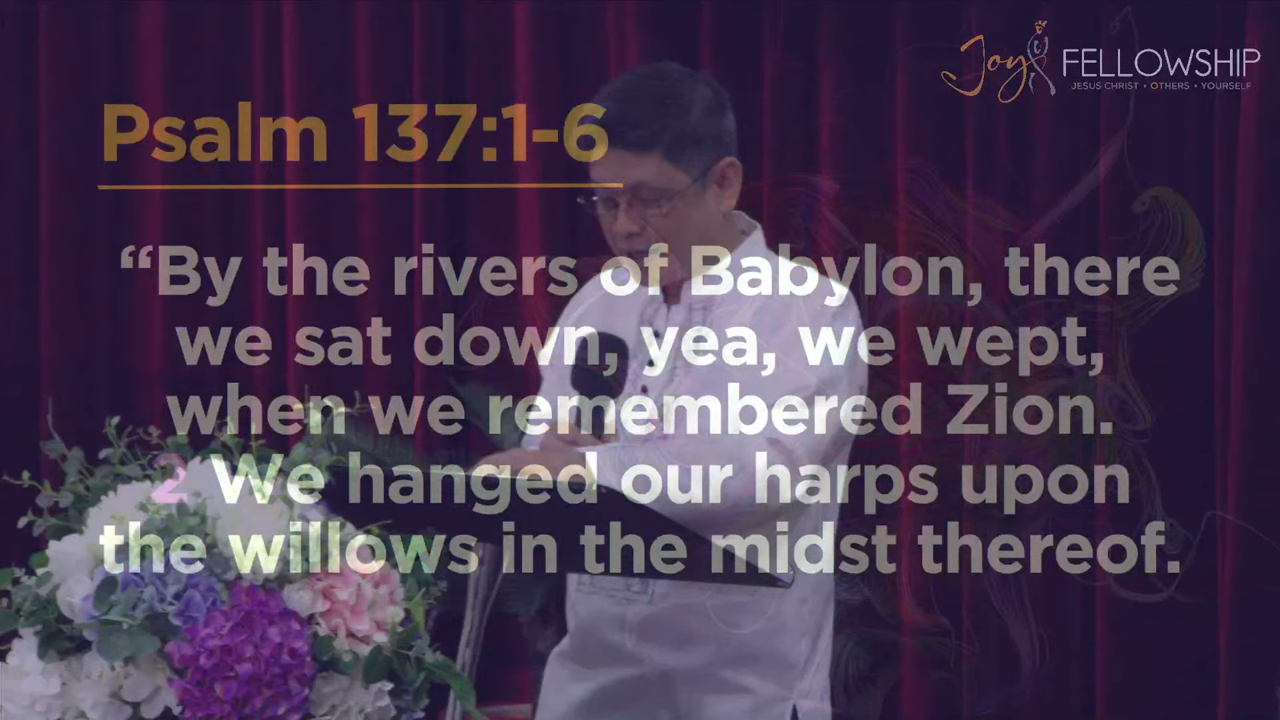 Joy FELLOWSHIP
JESUS CHRIST • OTHERS • YOURSELF
Psalm 137:1-6
“By the rivers of Babylon, there
we sat down, yea, we wept,
when we remembered Zion.
2 We hanged our harps upon
the willows in the midst thereof.